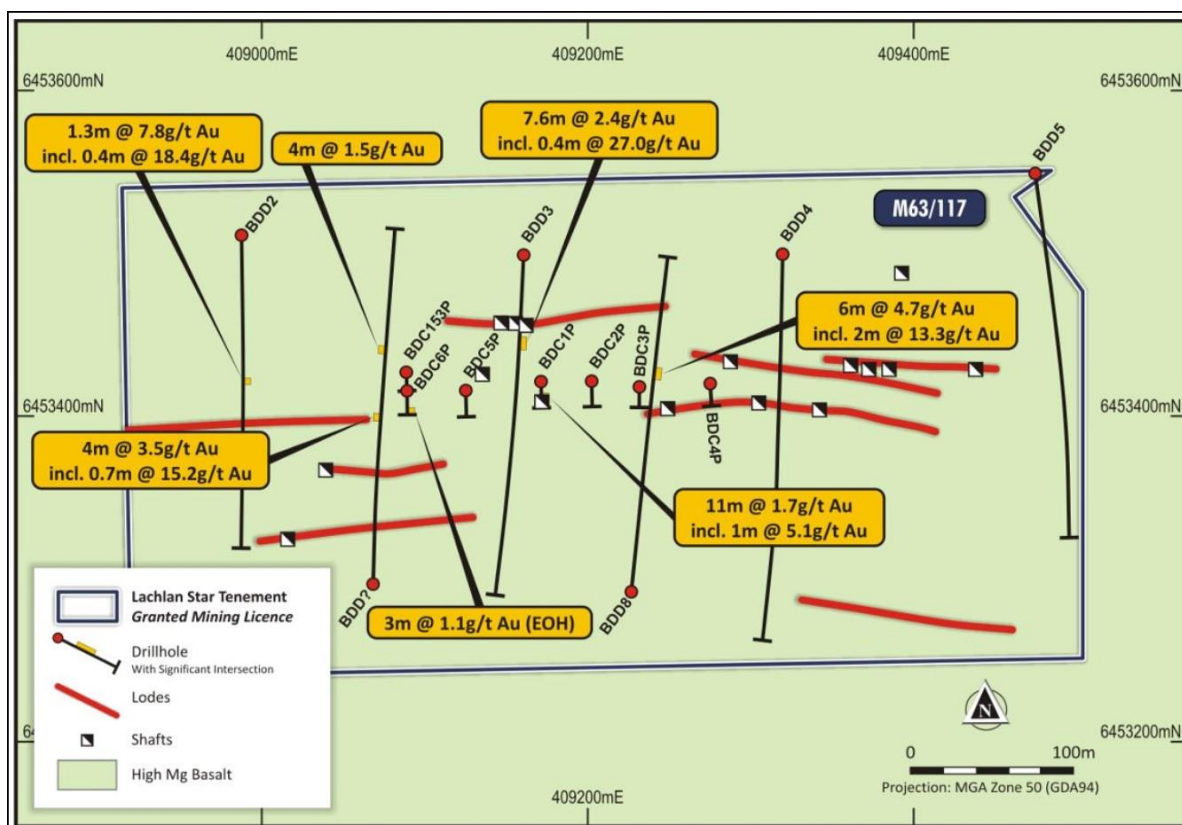 409000mE
409200mE
409400mE
6453600mN
6453600mN
1.3m @ 7.8g/t Au
incl. 0.4m @ 18.4g/t Au
4m @ 1.5g/t Au
7.6m @ 2.4g/t Au
incl. 0.4m @ 27.0g/t Au
BDD5
M63/117
BDD2
BDD3
BDD4
6m @ 4.7g/t Au
incl. 2m @ 13.3g/t Au
BDC153P
BDC6P
BDC5P
BDC1P
BDC2P
BDC3P
BDC4P
6453400mN
6453400mN
4m @ 3.5g/t Au
incl. 0.7m @ 15.2g/t Au
11m @ 1.7g/t Au
incl. 1m @ 5.1g/t Au
BDD?
BDD8
3m @ 1.1g/t Au (EOH)
Lachlan Star Tenement
Granted Mining Licence
Drillhole
With Significant Intersection
Lodes
Shafts
High Mg Basalt
N
6453200mN
0 100m
Projection: MGA Zone 50 (GDA94)
409200mE